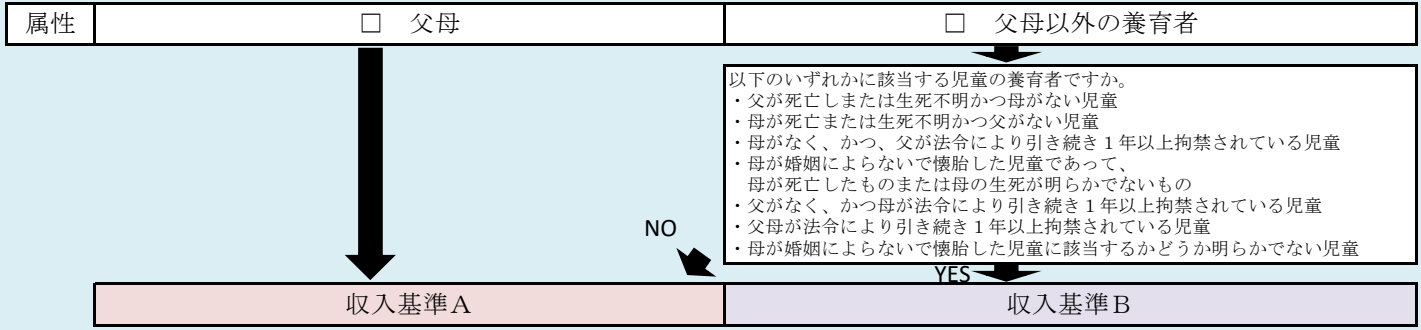 属性 □ 父母 □ 父母以外の養育者
以下のいずれかに該当する児童の養育者ですか。
・父が死亡しまたは生死不明かつ母がない児童
・母が死亡または生死不明かつ父がない児童
・母がなく、かつ、父が法令により引き続き１年以上拘禁されている児童
・母が婚姻によらないで懐胎した児童であって、
母が死亡したものまたは母の生死が明らかでないもの
・父がなく、かつ母が法令により引き続き１年以上拘禁されている児童
・父母が法令により引き続き１年以上拘禁されている児童
・母が婚姻によらないで懐胎した児童に該当するかどうか明らかでない児童
NO
YES
収入基準Ａ 収入基準Ｂ